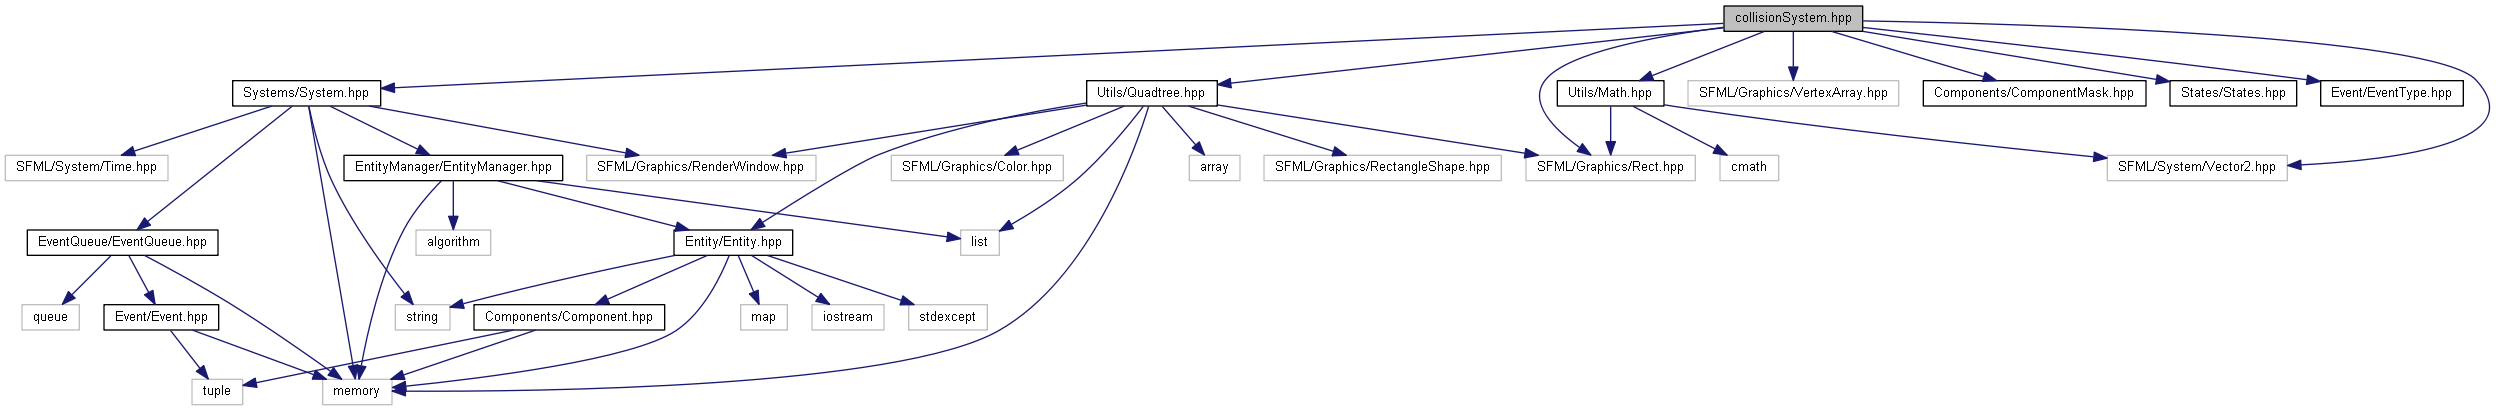 collisionSystem.hpp
Systems/System.hpp
Utils/Quadtree.hpp
Utils/Math.hpp
SFML/Graphics/VertexArray.hpp
Components/ComponentMask.hpp
States/States.hpp
Event/EventType.hpp
SFML/System/Time.hpp
EntityManager/EntityManager.hpp
SFML/Graphics/RenderWindow.hpp
SFML/Graphics/Color.hpp
array
SFML/Graphics/RectangleShape.hpp
SFML/Graphics/Rect.hpp
cmath
SFML/System/Vector2.hpp
EventQueue/EventQueue.hpp
algorithm
Entity/Entity.hpp
list
queue
Event/Event.hpp
string
Components/Component.hpp
map
iostream
stdexcept
tuple
memory